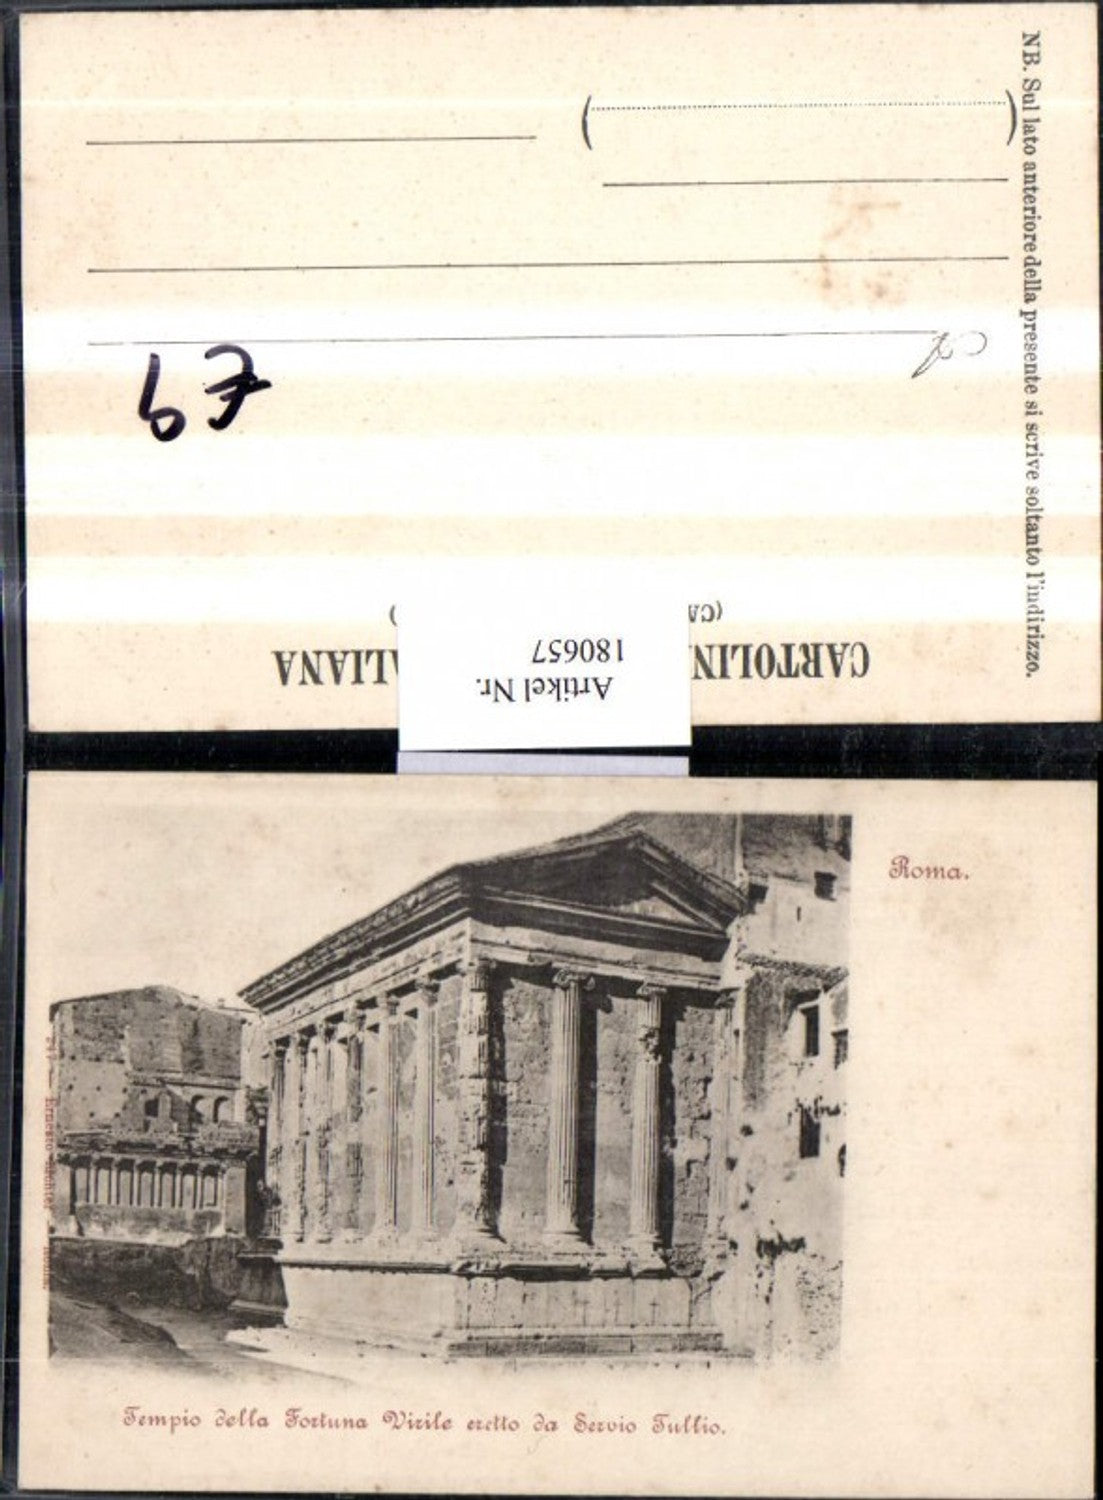 NB. Sul lato anteriore della presente si scrive soltanto l'indirizzo.
CARTOLIN ALIANA
(CA )
Artikel Nr.
180657
Roma.
Tempio della Fortuna Virile eretto da Servio Tullio.